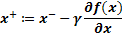 x⁺ := x⁻ − γ ∂f(x)/∂x